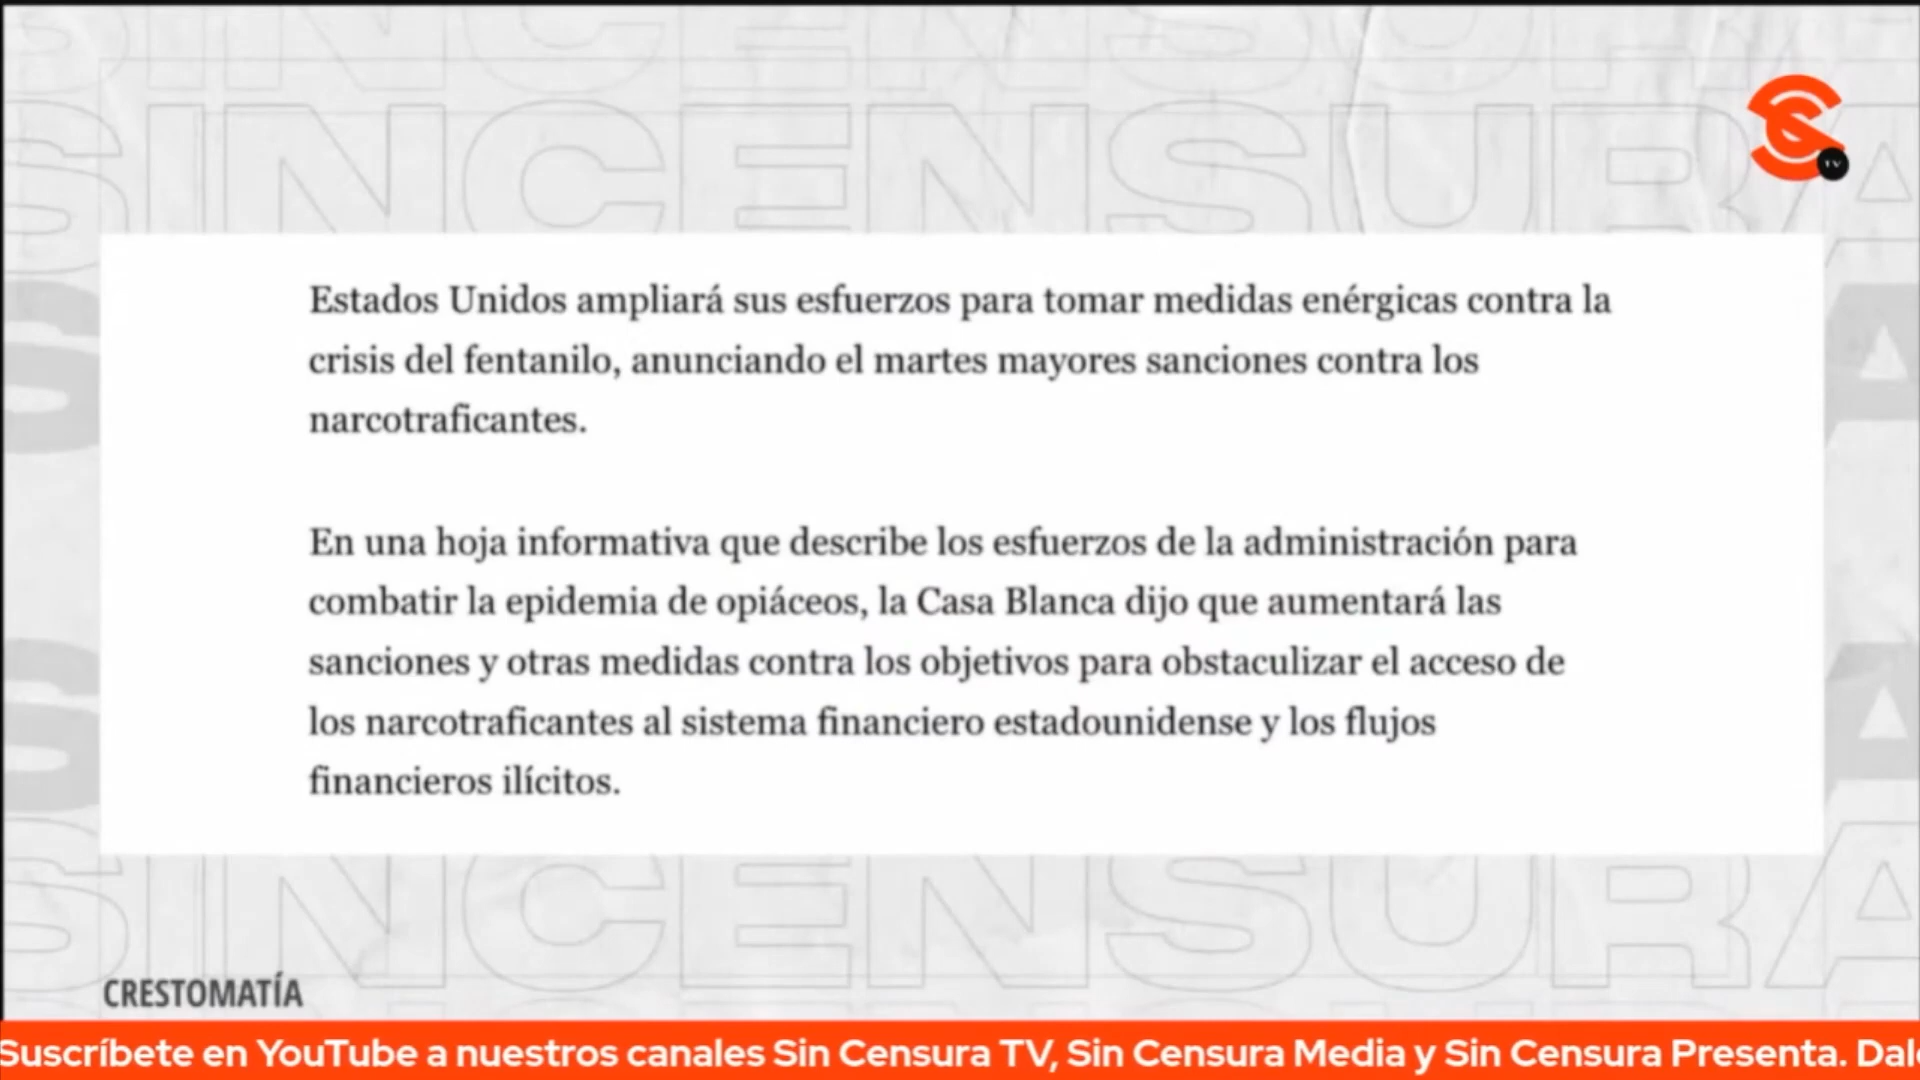 SINCENSURA
TV
Estados Unidos ampliará sus esfuerzos para tomar medidas enérgicas contra la
crisis del fentanilo, anunciando el martes mayores sanciones contra los
narcotraficantes.
En una hoja informativa que describe los esfuerzos de la administración para
combatir la epidemia de opiáceos, la Casa Blanca dijo que aumentará las
sanciones y otras medidas contra los objetivos para obstaculizar el acceso de
los narcotraficantes al sistema financiero estadounidense y los flujos
financieros ilícitos.
SINCENSURA
CRESTOMATÍA
Suscríbete en YouTube a nuestros canales Sin Censura TV, Sin Censura Media y Sin Censura Presenta. Dal